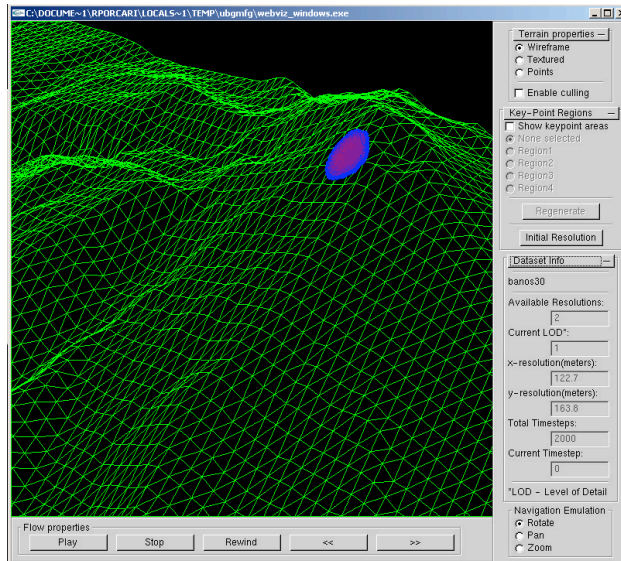 C:\DOCUME~1\RPORCARI\LOCALS~1\TEMP\ubgmfg\webviz_windows.exe
Terrain properties
Wireframe
Textured
Points
Enable culling
Key-Point Regions
Show keypoint areas
None selected
Region1
Region2
Region3
Region4
Regenerate
Initial Resolution
Dataset Info
banos30
Available Resolutions:
2
Current LOD*:
1
x-resolution(meters):
122.7
y-resolution(meters):
163.8
Total Timesteps:
2000
Current Timestep:
0
*LOD - Level of Detail
Navigation Emulation
Rotate
Pan
Zoom
Flow properties
Play Stop Rewind << >>